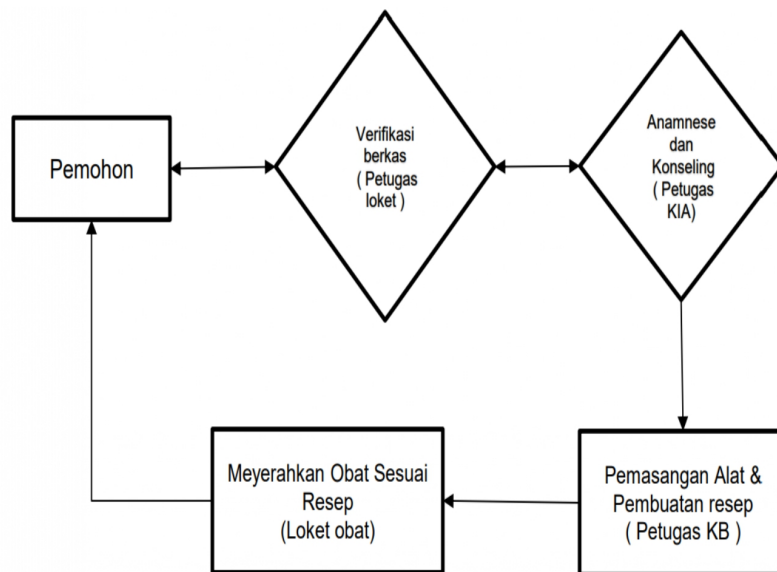 Pemohon
Verifikasi
berkas
( Petugas
loket )
Anamnese
dan
Konseling
( Petugas
KIA)
Meyerahkan Obat Sesuai
Resep
(Loket obat)
Pemasangan Alat &
Pembuatan resep
( Petugas KB )